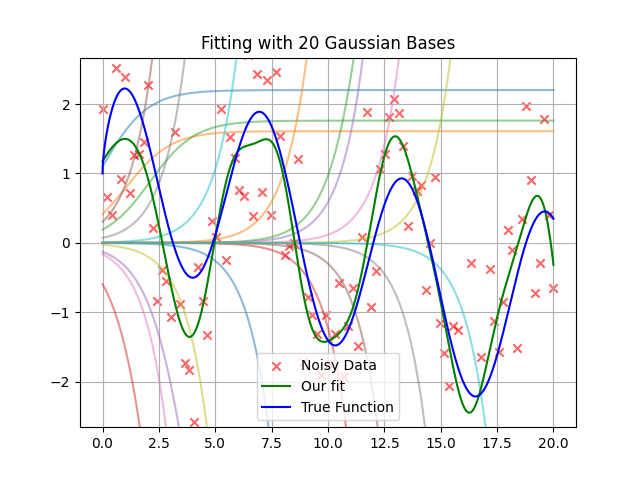 Fitting with 20 Gaussian Bases
2
1
0
−1
−2
0.0 2.5 5.0 7.5 10.0 12.5 15.0 17.5 20.0
Noisy Data
Our fit
True Function